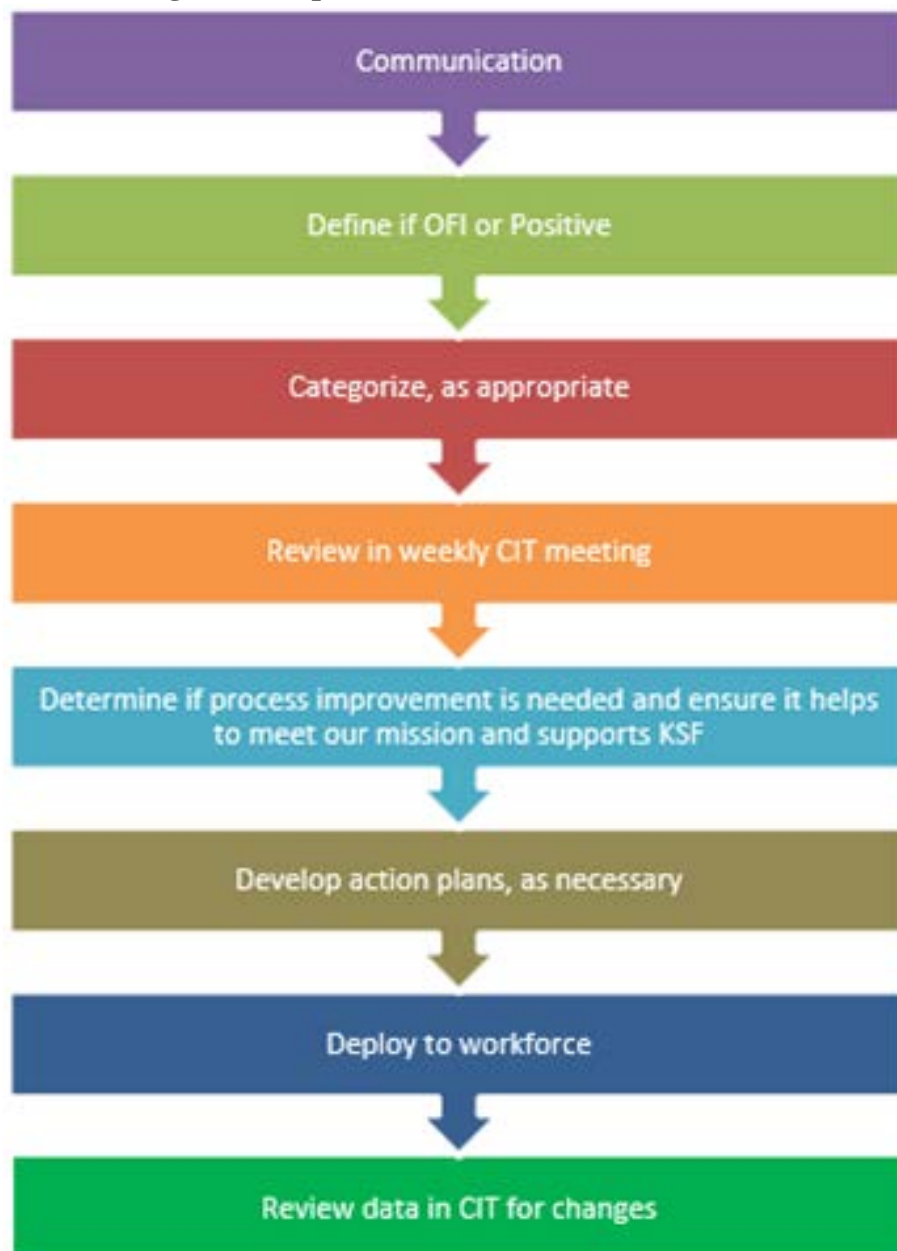 Communication
Define if OFI or Positive
Categorize, as appropriate
Review in weekly CIT meeting
Determine if process improvement is needed and ensure it helps
to meet our mission and supports KSF
Develop action plans, as necessary
Deploy to workforce
Review data in CIT for changes